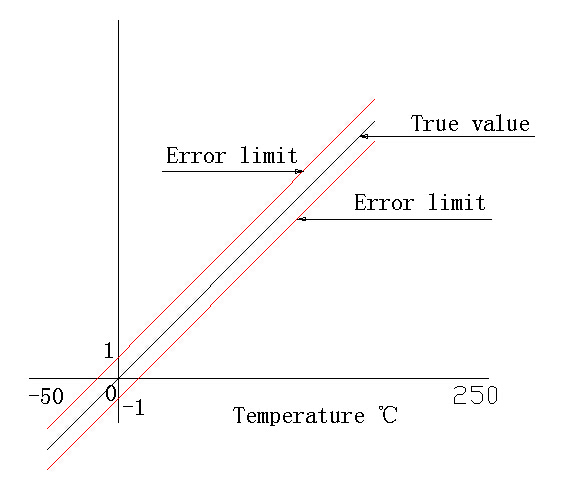 True value
Error limit
Error limit
1
-50
0
-1
250
Temperature ℃